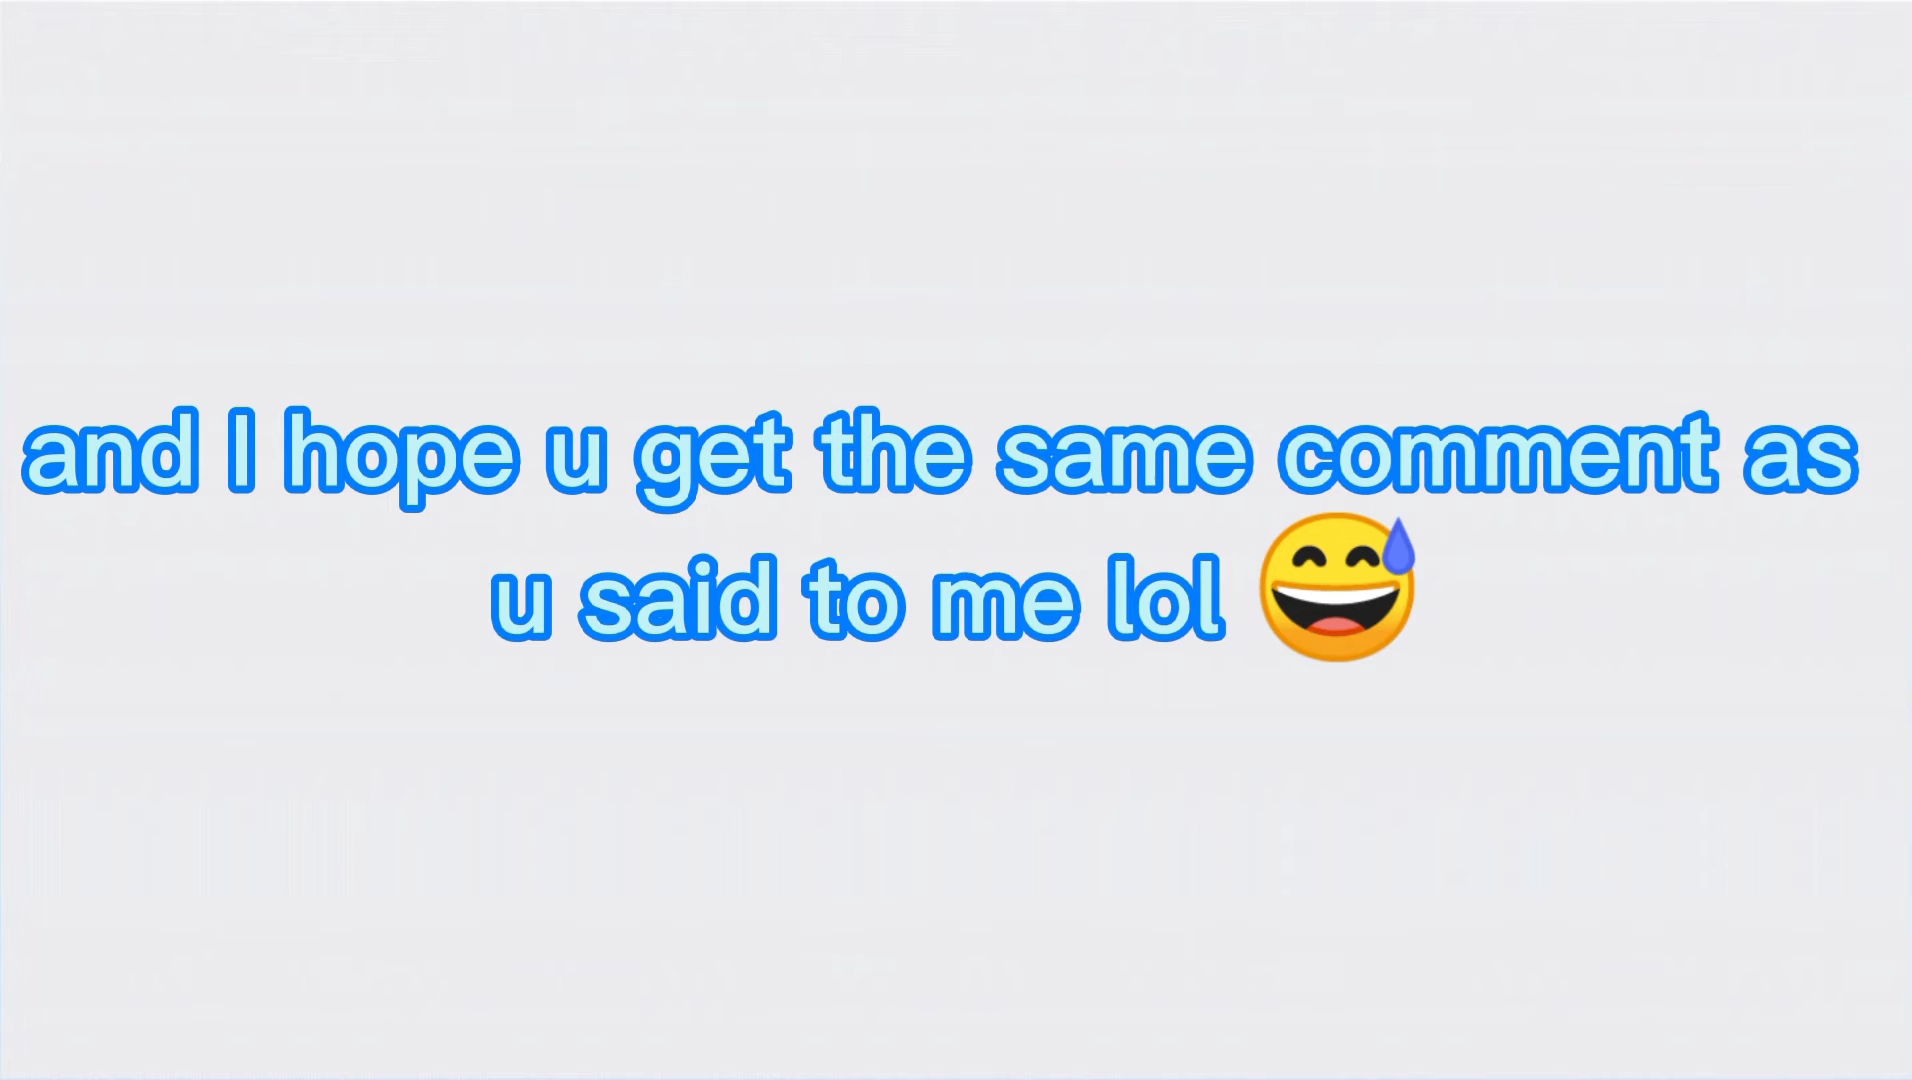 and I hope u get the same comment as
u said to me lol 😅